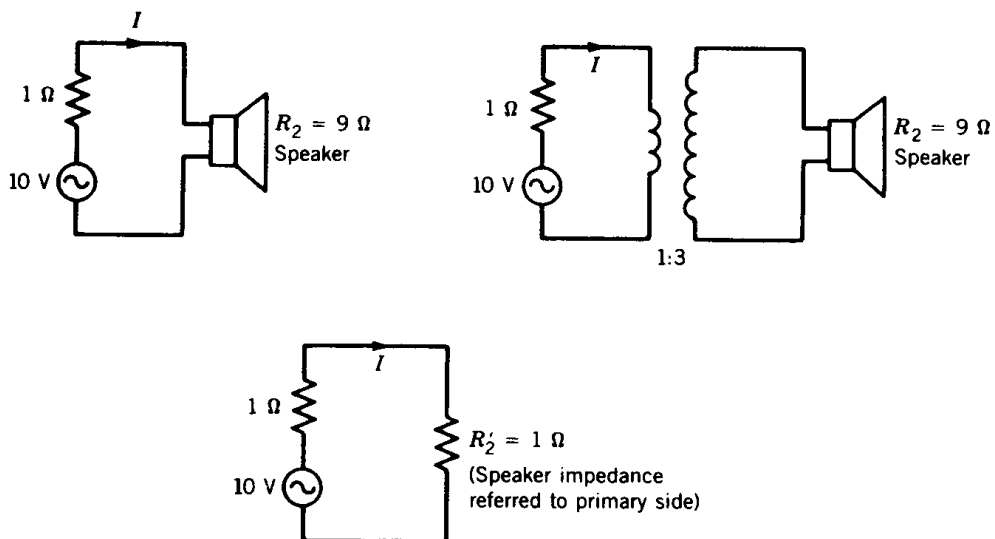 I
1 Ω
R₂ = 9 Ω
Speaker
10 V
I
1 Ω
R₂ = 9 Ω
Speaker
10 V
1:3
I
1 Ω
R₂′ = 1 Ω
(Speaker impedance
referred to primary side)
10 V